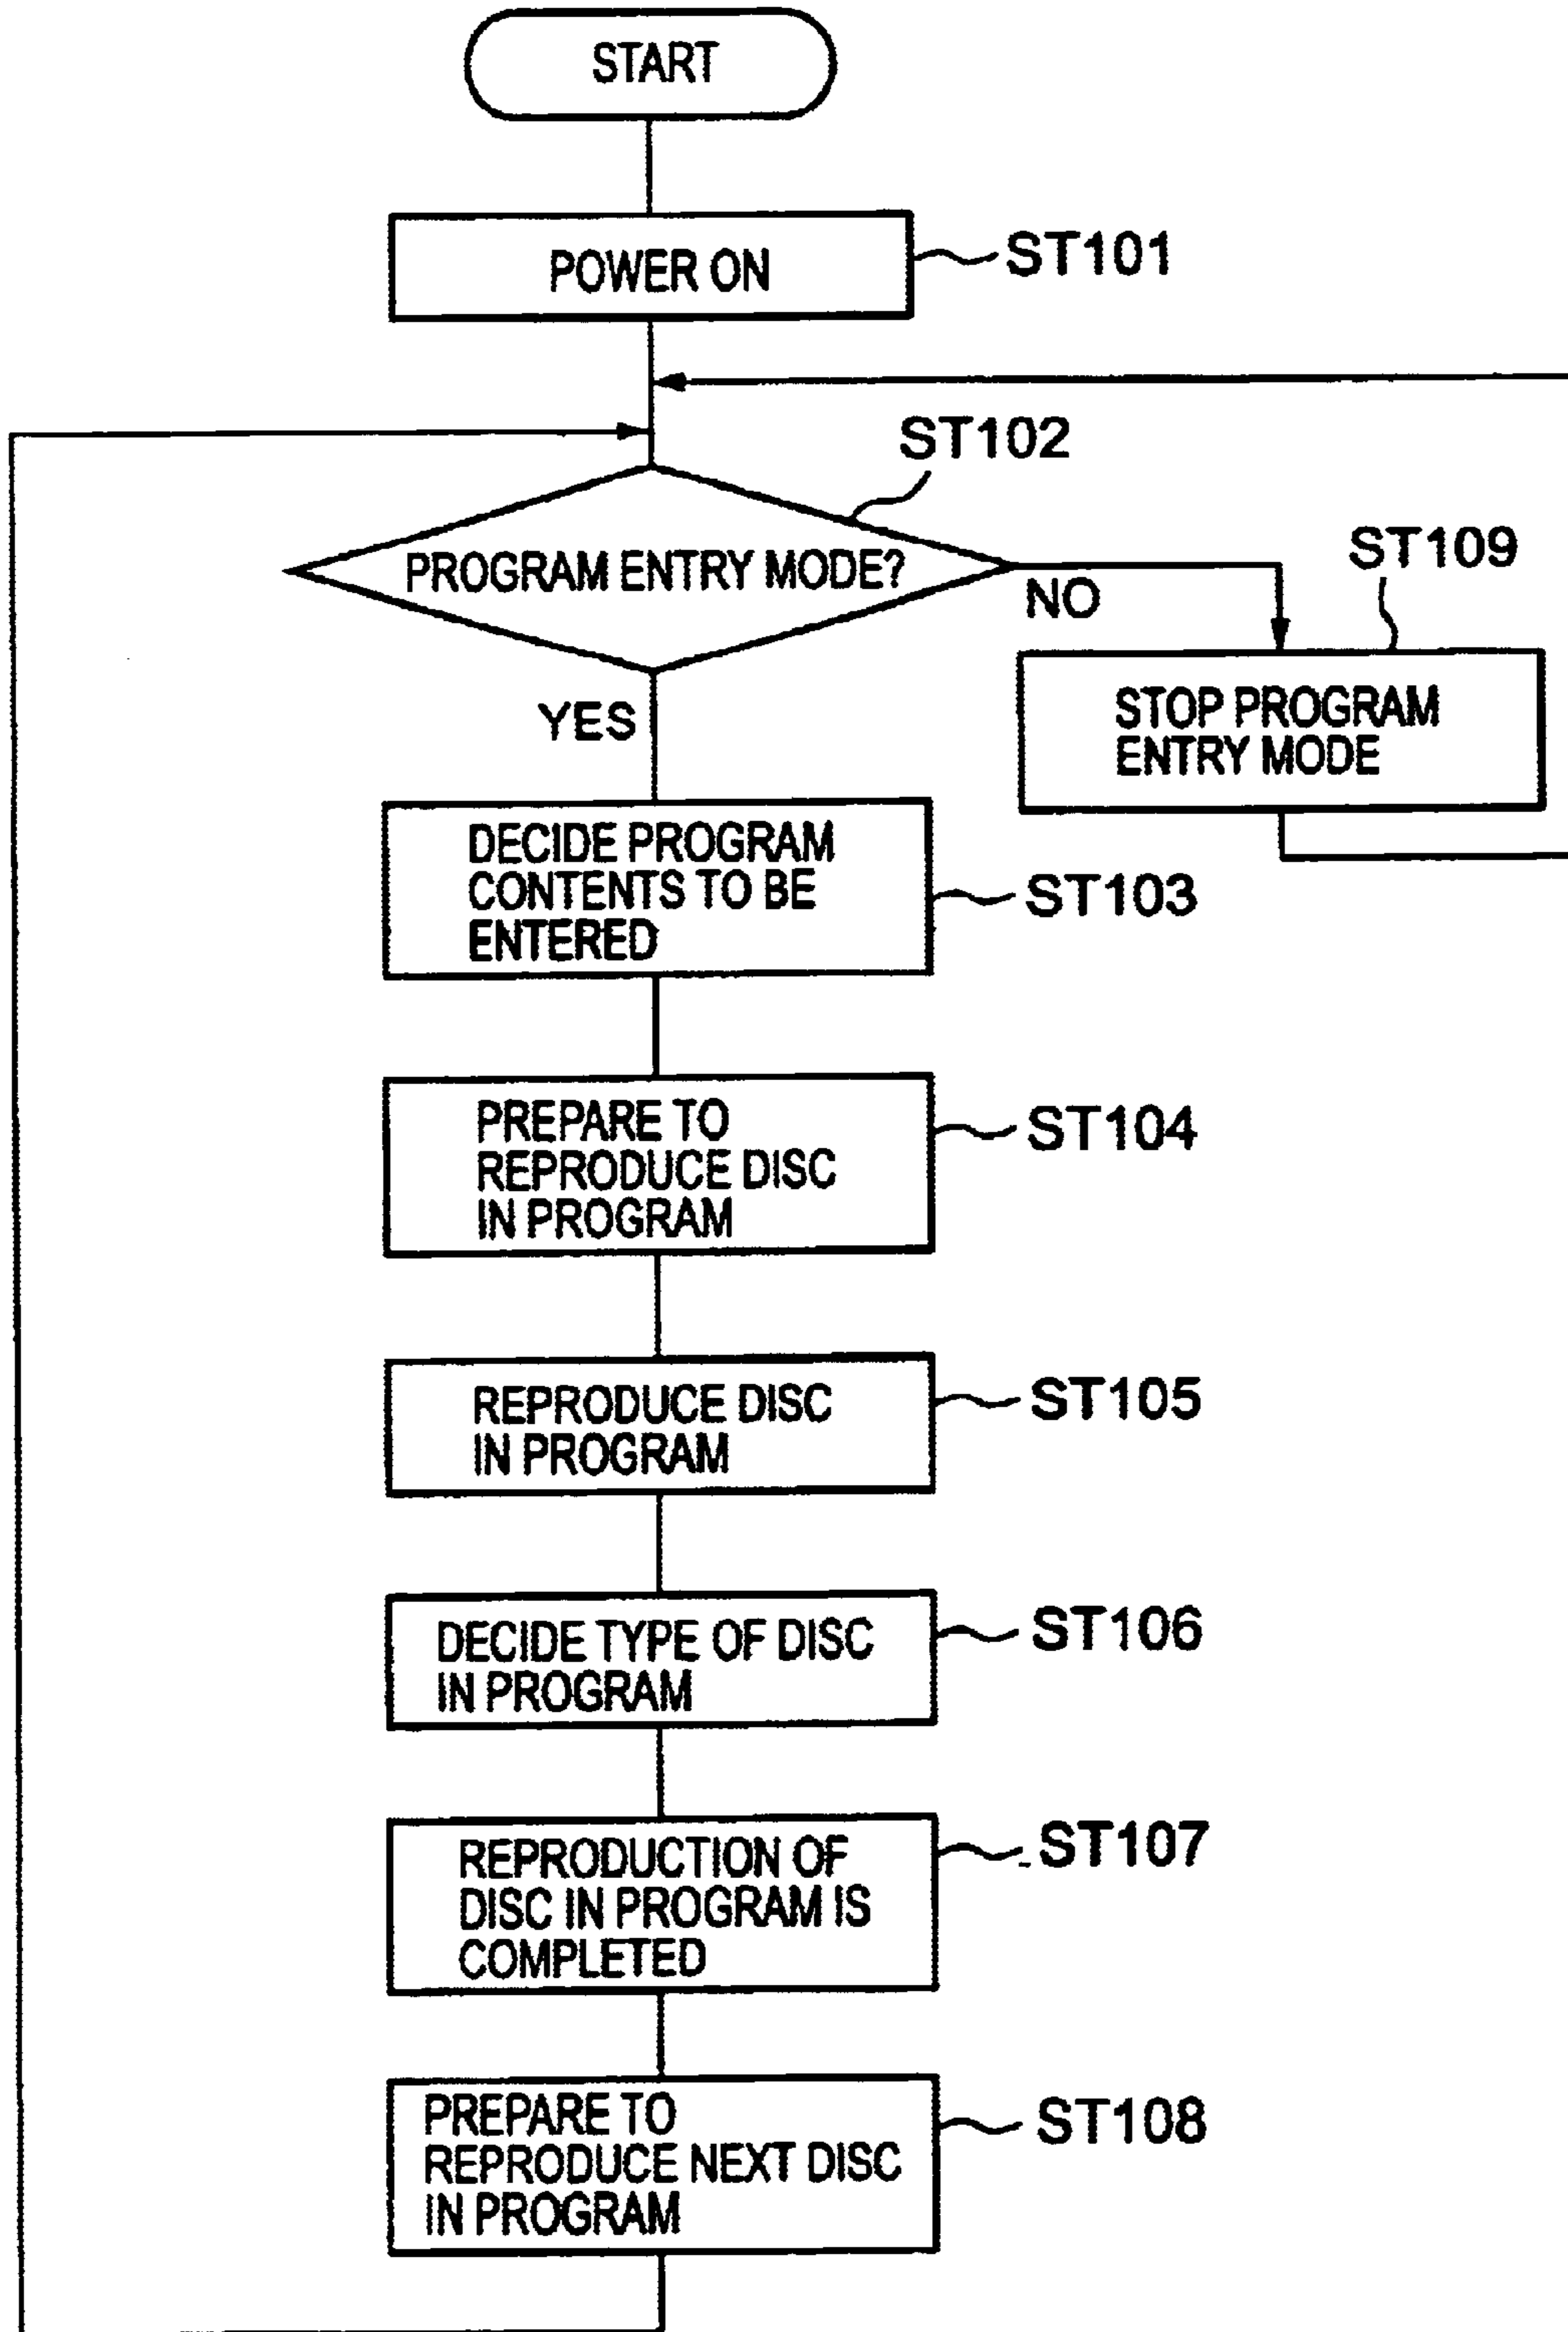 START
POWER ON
ST101
ST102
PROGRAM ENTRY MODE?
NO
ST109
STOP PROGRAM
ENTRY MODE
YES
DECIDE PROGRAM
CONTENTS TO BE
ENTERED
ST103
PREPARE TO
REPRODUCE DISC
IN PROGRAM
ST104
REPRODUCE DISC
IN PROGRAM
ST105
DECIDE TYPE OF DISC
IN PROGRAM
ST106
REPRODUCTION OF
DISC IN PROGRAM IS
COMPLETED
ST107
PREPARE TO
REPRODUCE NEXT DISC
IN PROGRAM
ST108